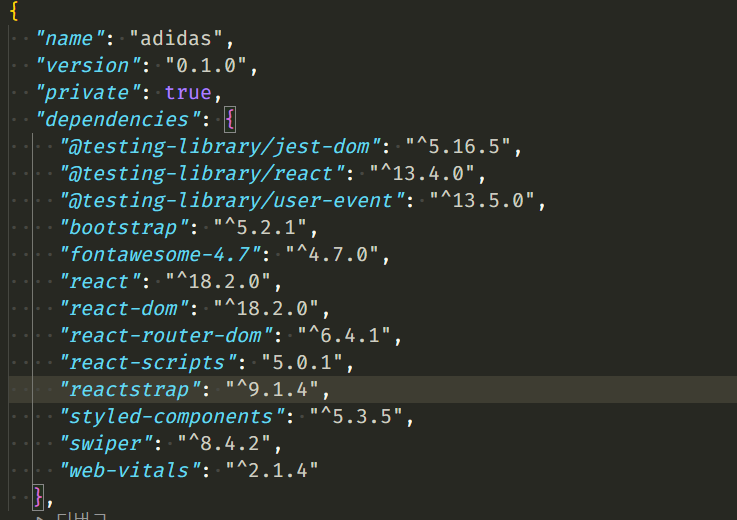 {
"name": "adidas",
"version": "0.1.0",
"private": true,
"dependencies": {
"@testing-library/jest-dom": "^5.16.5",
"@testing-library/react": "^13.4.0",
"@testing-library/user-event": "^13.5.0",
"bootstrap": "^5.2.1",
"fontawesome-4.7": "^4.7.0",
"react": "^18.2.0",
"react-dom": "^18.2.0",
"react-router-dom": "^6.4.1",
"react-scripts": "5.0.1",
"reactstrap": "^9.1.4",
"styled-components": "^5.3.5",
"swiper": "^8.4.2",
"web-vitals": "^2.1.4"
},